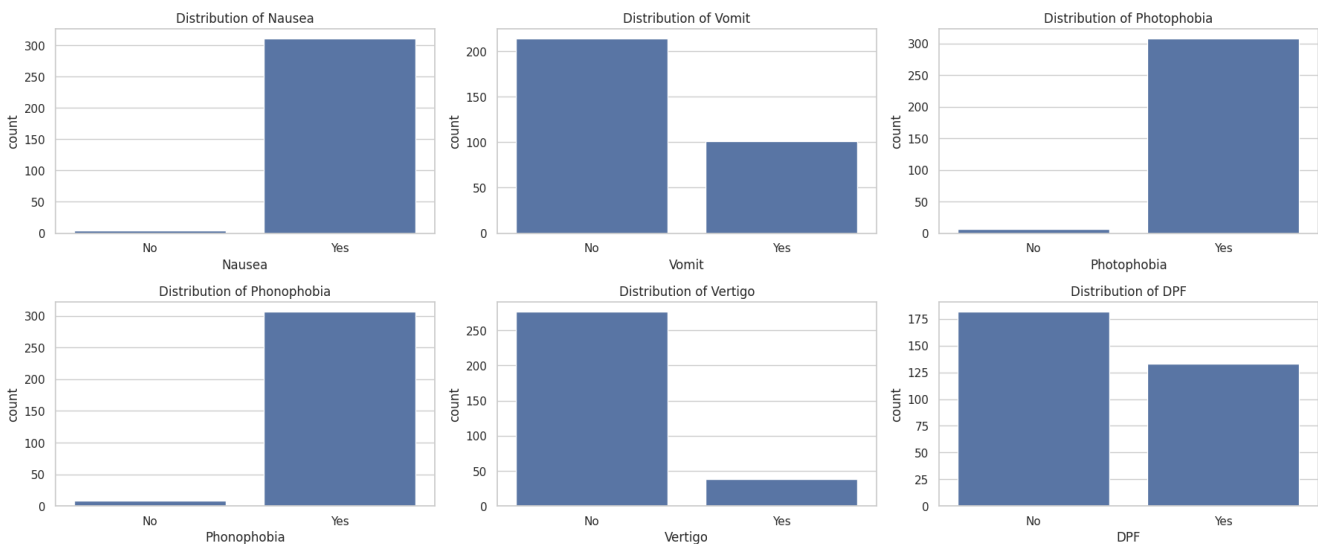 Distribution of Nausea
300
250
200
150
100
50
0
count
No
Yes
Nausea
Distribution of Vomit
200
150
100
50
0
count
No
Yes
Vomit
Distribution of Photophobia
300
250
200
150
100
50
0
count
No
Yes
Photophobia
Distribution of Phonophobia
300
250
200
150
100
50
0
count
No
Yes
Phonophobia
Distribution of Vertigo
250
200
150
100
50
0
count
No
Yes
Vertigo
Distribution of DPF
175
150
125
100
75
50
25
0
count
No
Yes
DPF